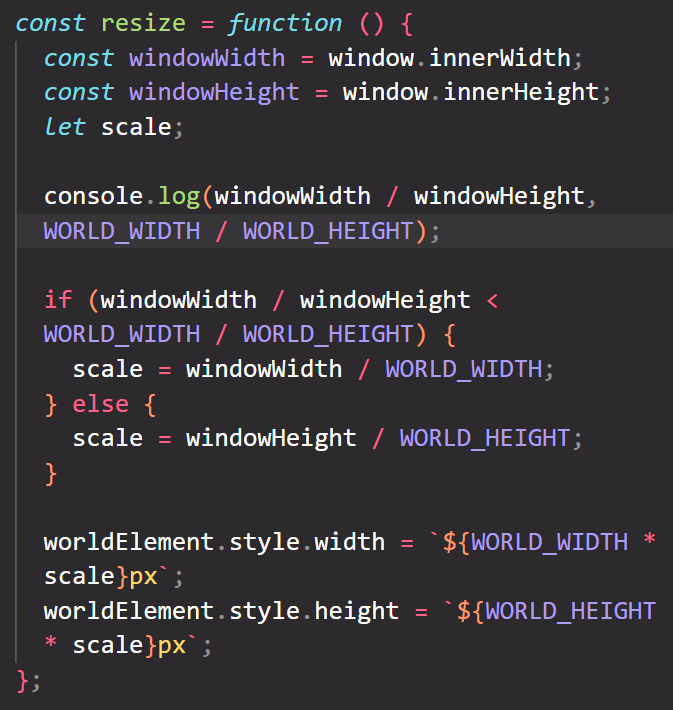 const resize = function () {
const windowWidth = window.innerWidth;
const windowHeight = window.innerHeight;
let scale;
console.log(windowWidth / windowHeight,
WORLD_WIDTH / WORLD_HEIGHT);
if (windowWidth / windowHeight <
WORLD_WIDTH / WORLD_HEIGHT) {
scale = windowWidth / WORLD_WIDTH;
} else {
scale = windowHeight / WORLD_HEIGHT;
}
worldElement.style.width = `${WORLD_WIDTH *
scale}px`;
worldElement.style.height = `${WORLD_HEIGHT
* scale}px`;
};